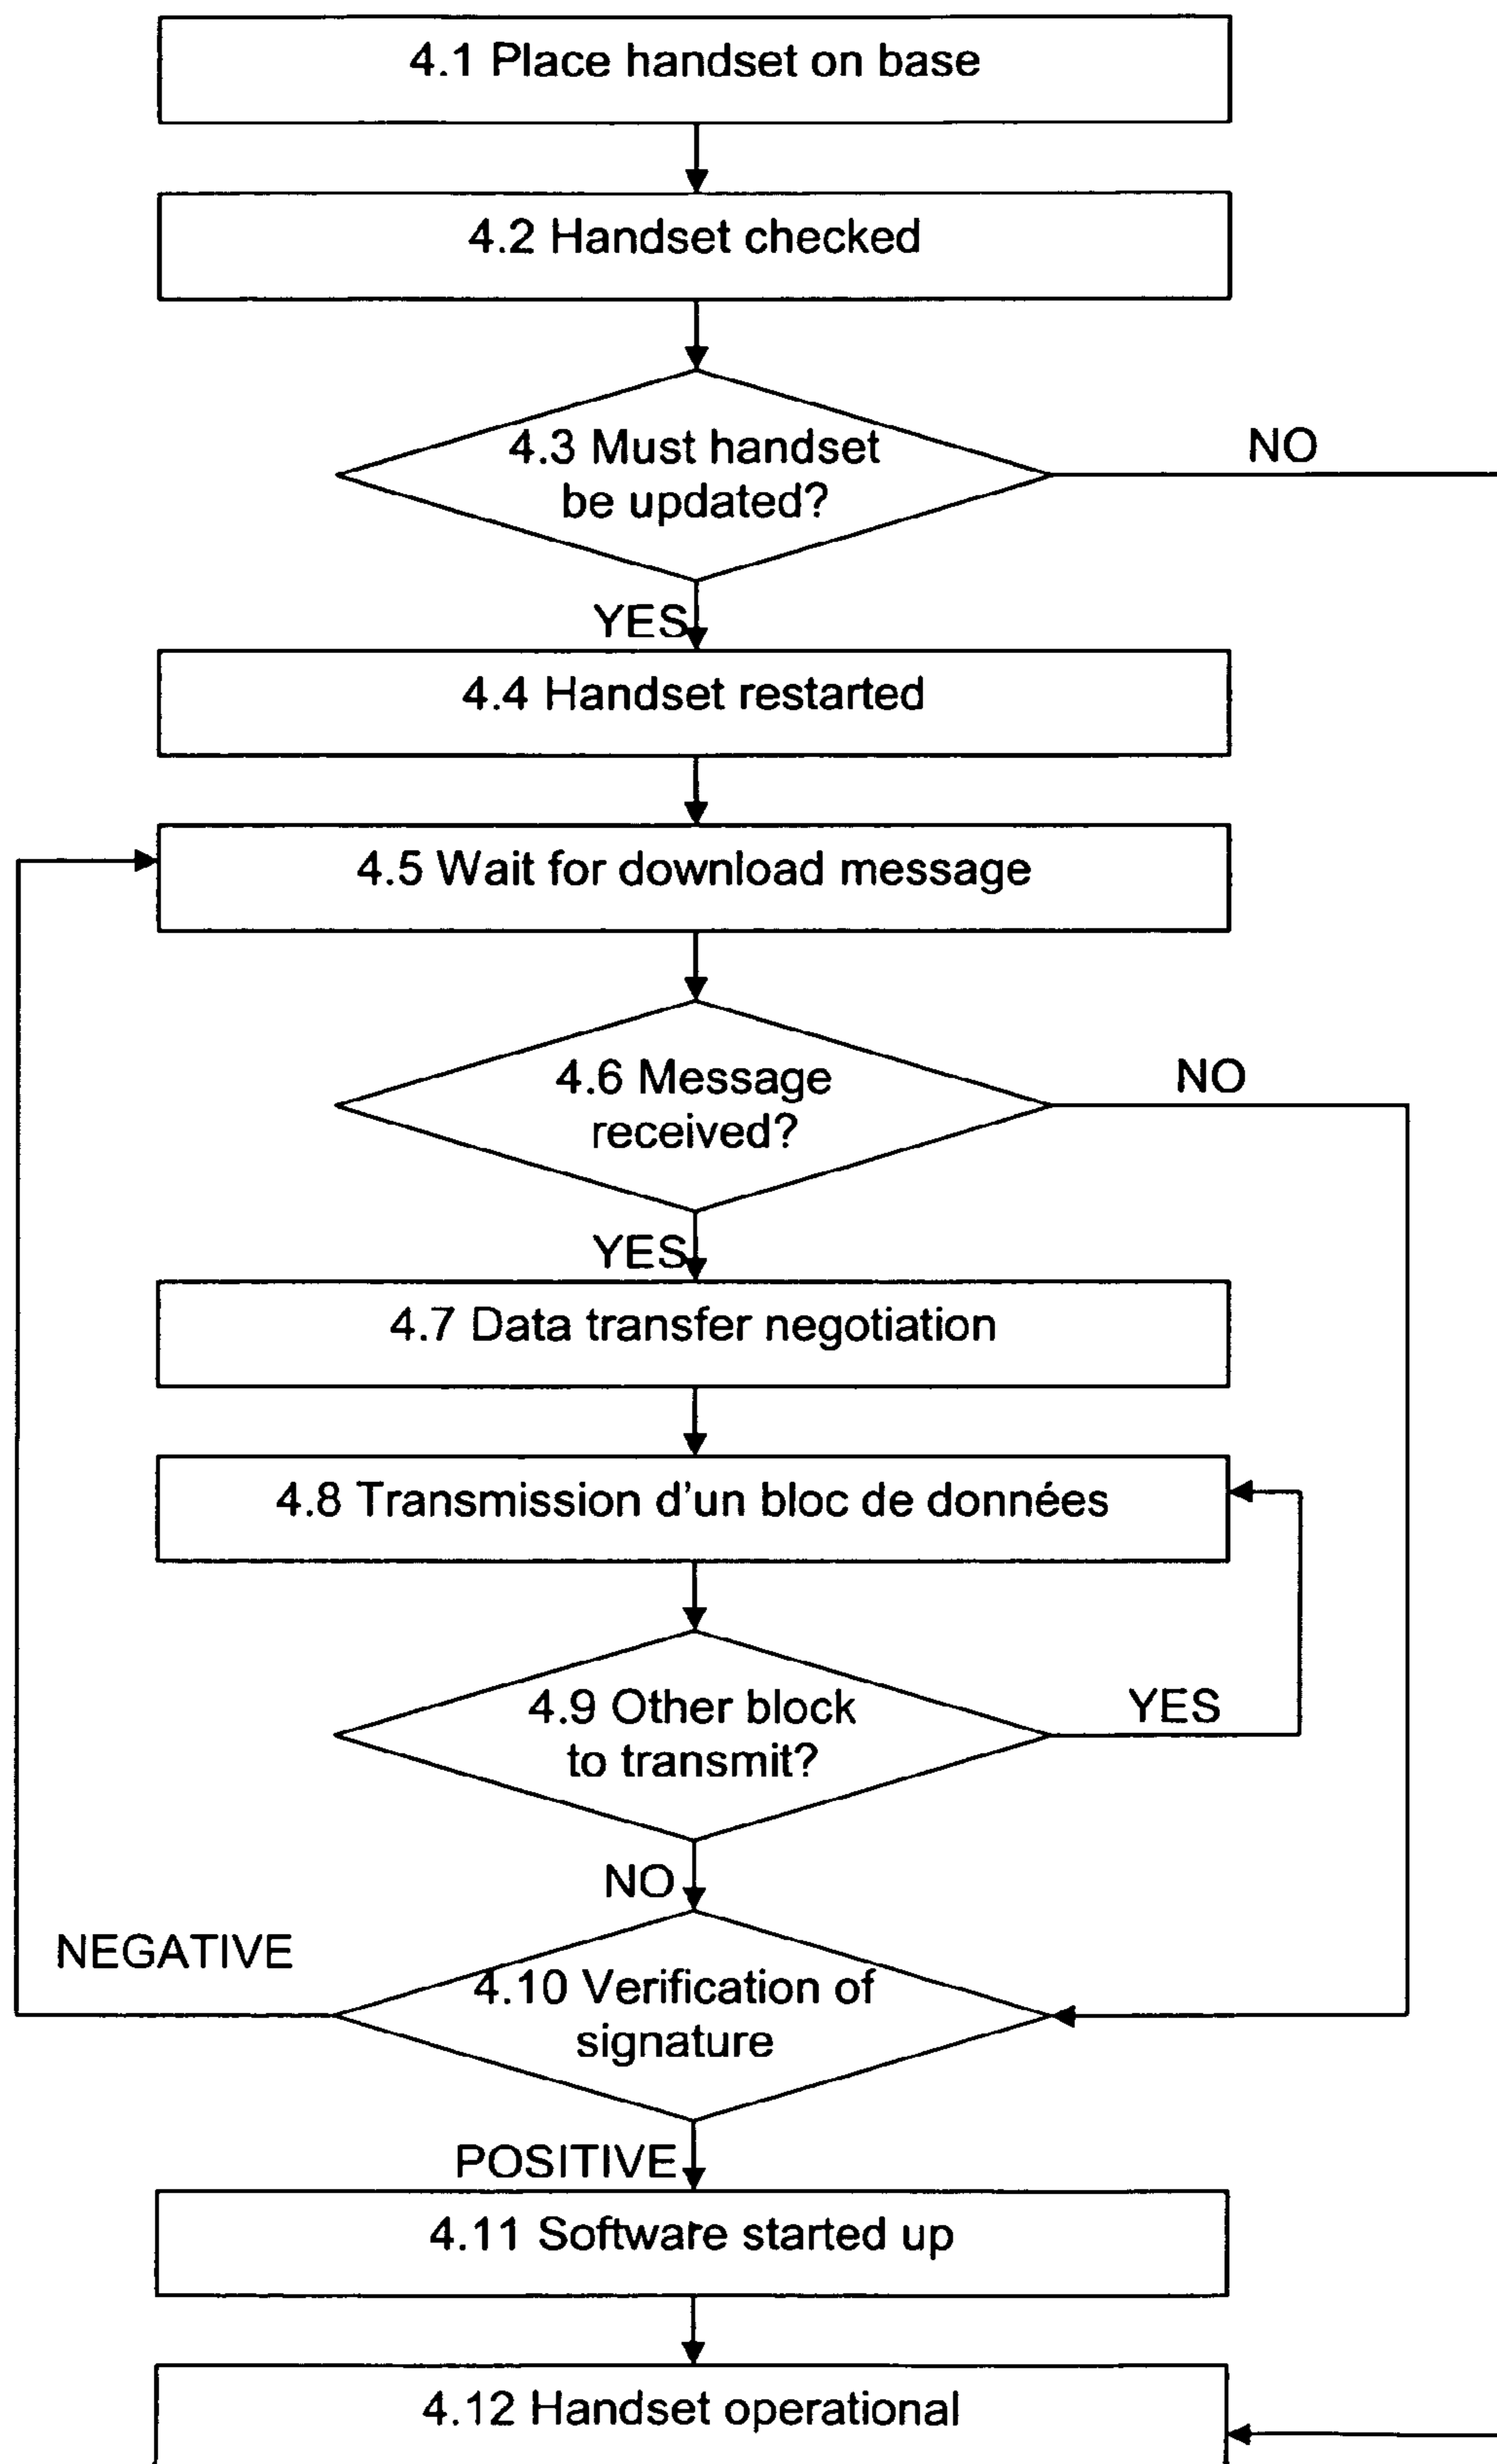 4.1 Place handset on base
4.2 Handset checked
4.3 Must handset
be updated?
NO
YES
4.4 Handset restarted
4.5 Wait for download message
4.6 Message
received?
NO
YES
4.7 Data transfer negotiation
4.8 Transmission d'un bloc de données
4.9 Other block
to transmit?
YES
NO
NEGATIVE
4.10 Verification of
signature
POSITIVE
4.11 Software started up
4.12 Handset operational